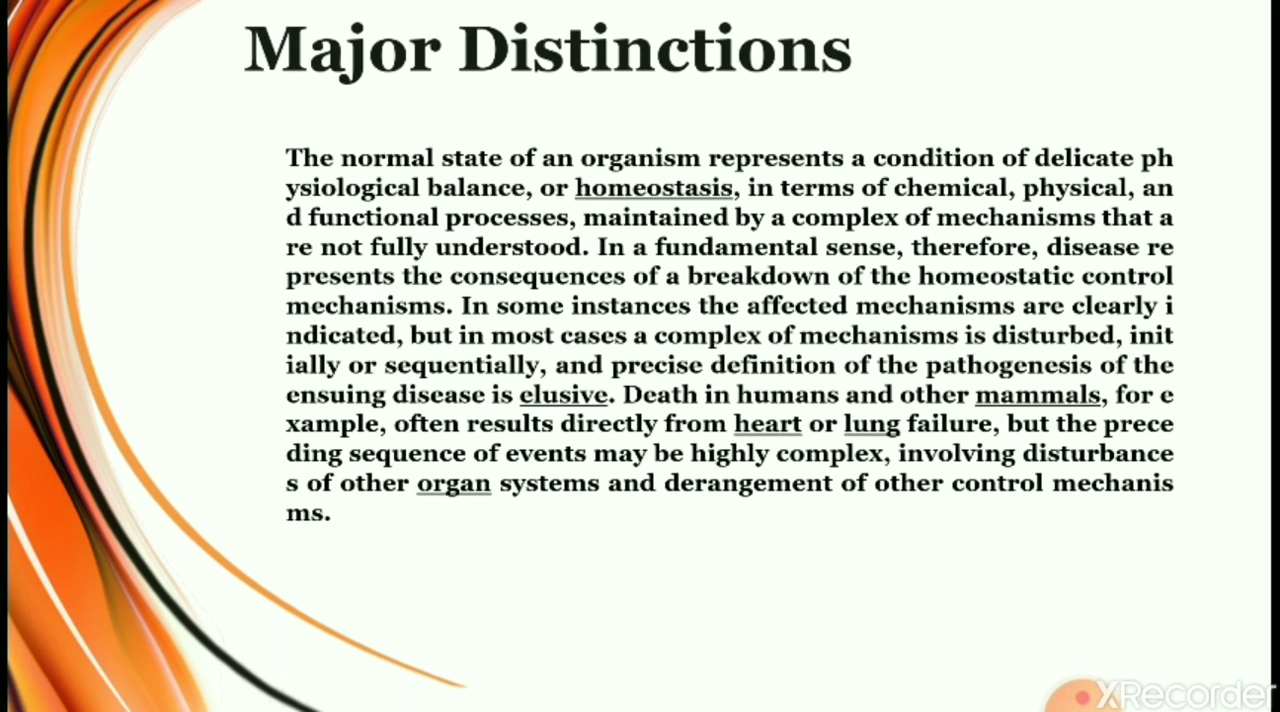 Major Distinctions
The normal state of an organism represents a condition of delicate ph
ysiological balance, or homeostasis, in terms of chemical, physical, an
d functional processes, maintained by a complex of mechanisms that a
re not fully understood. In a fundamental sense, therefore, disease re
presents the consequences of a breakdown of the homeostatic control
mechanisms. In some instances the affected mechanisms are clearly i
ndicated, but in most cases a complex of mechanisms is disturbed, init
ially or sequentially, and precise definition of the pathogenesis of the
ensuing disease is elusive. Death in humans and other mammals, for e
xample, often results directly from heart or lung failure, but the prece
ding sequence of events may be highly complex, involving disturbance
s of other organ systems and derangement of other control mechanis
ms.
XRecorder